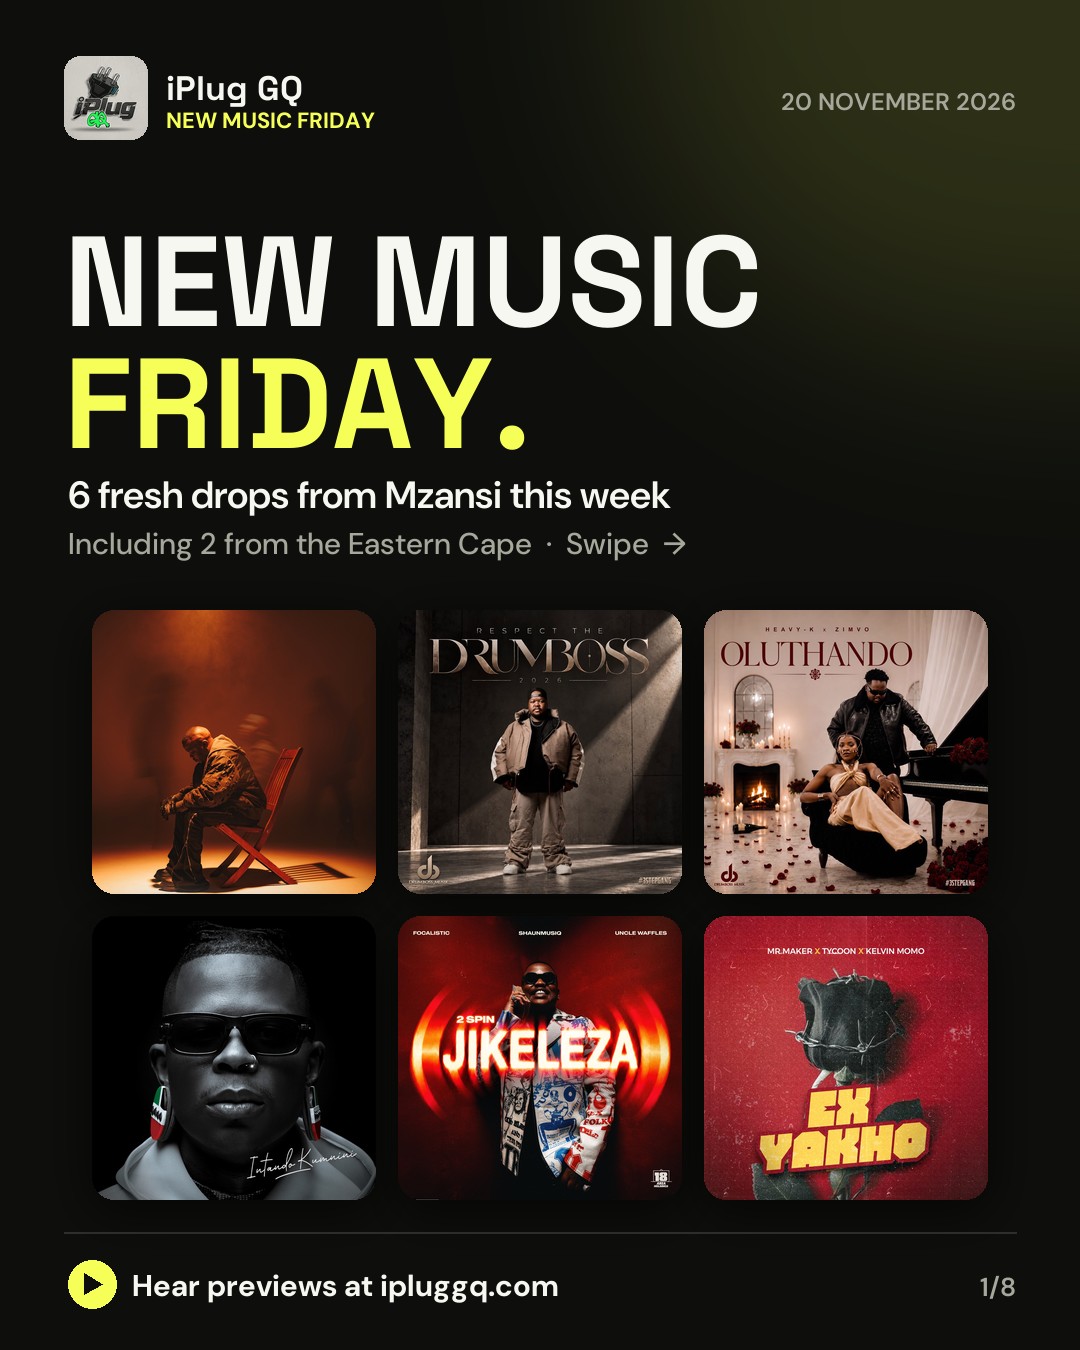 iPlug
GQ
iPlug GQ
NEW MUSIC FRIDAY
20 NOVEMBER 2026
NEW MUSIC
FRIDAY.
6 fresh drops from Mzansi this week
Including 2 from the Eastern Cape · Swipe →
RESPECT THE
DRUMBOSS
2026
#3STEPGANG
HEAVY-K x ZIMVO
OLUTHANDO
#3STEPGANG
Intando Kumnini
FOCALISTIC SHAUNMUSIQ UNCLE WAFFLES
2 SPIN
JIKELEZA
18
MR.MAKER X TYCOON X KELVIN MOMO
EX
YAKHO
Hear previews at ipluggq.com
1/8